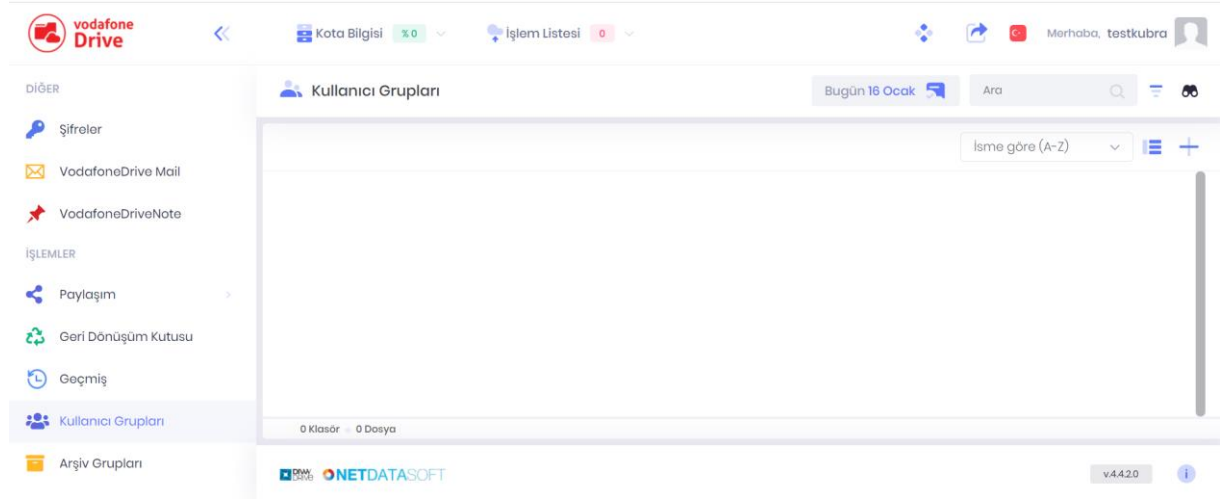 vodafone
Drive
Kota Bilgisi %0
İşlem Listesi 0
Merhaba, testkubra
DİĞER
Şifreler
VodafoneDrive Mail
VodafoneDriveNote
İŞLEMLER
Paylaşım
Geri Dönüşüm Kutusu
Geçmiş
Kullanıcı Grupları
Arşiv Grupları
Kullanıcı Grupları
Bugün 16 Ocak
Ara
İsme göre (A-Z)
0 Klasör 0 Dosya
NETDATASOFT
v.4.4.2.0